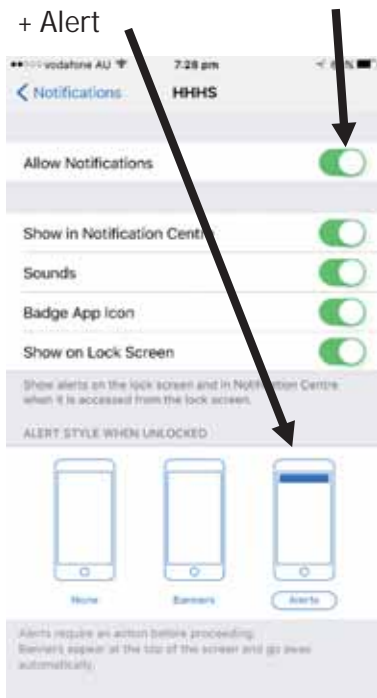 + Alert
vodafone AU 7:28 pm
Notifications HHHS
Allow Notifications
Show in Notification Centre
Sounds
Badge App Icon
Show on Lock Screen
Show alerts on the lock screen and in Notification Centre
when it is accessed from the lock screen.
ALERT STYLE WHEN UNLOCKED
None Banners Alerts
Alerts require an action before proceeding.
Banners appear at the top of the screen and go away
automatically.